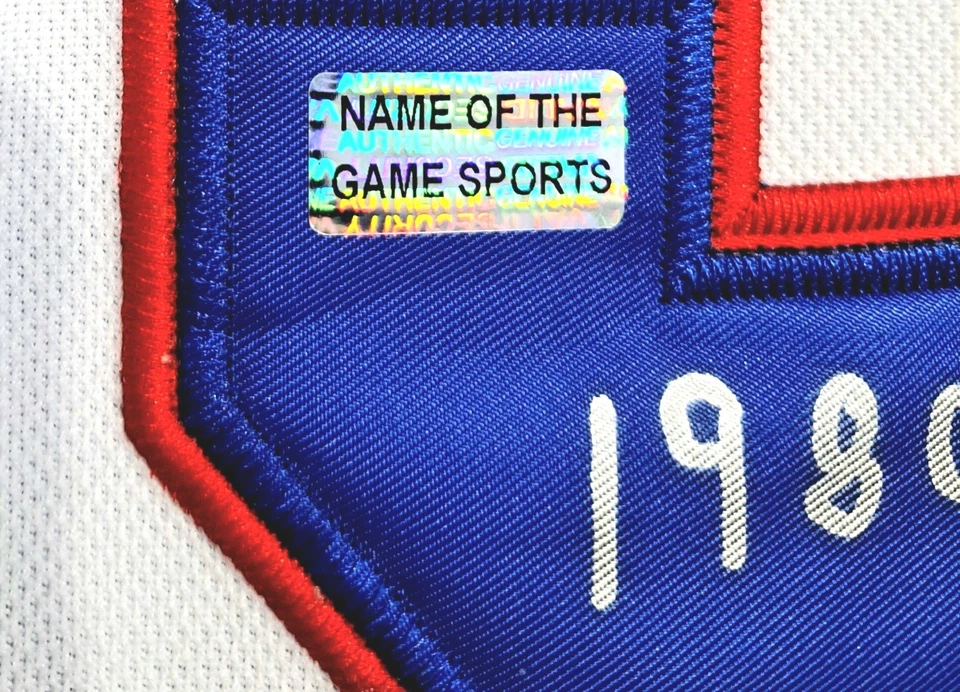 NAME OF THE
GAME SPORTS
198